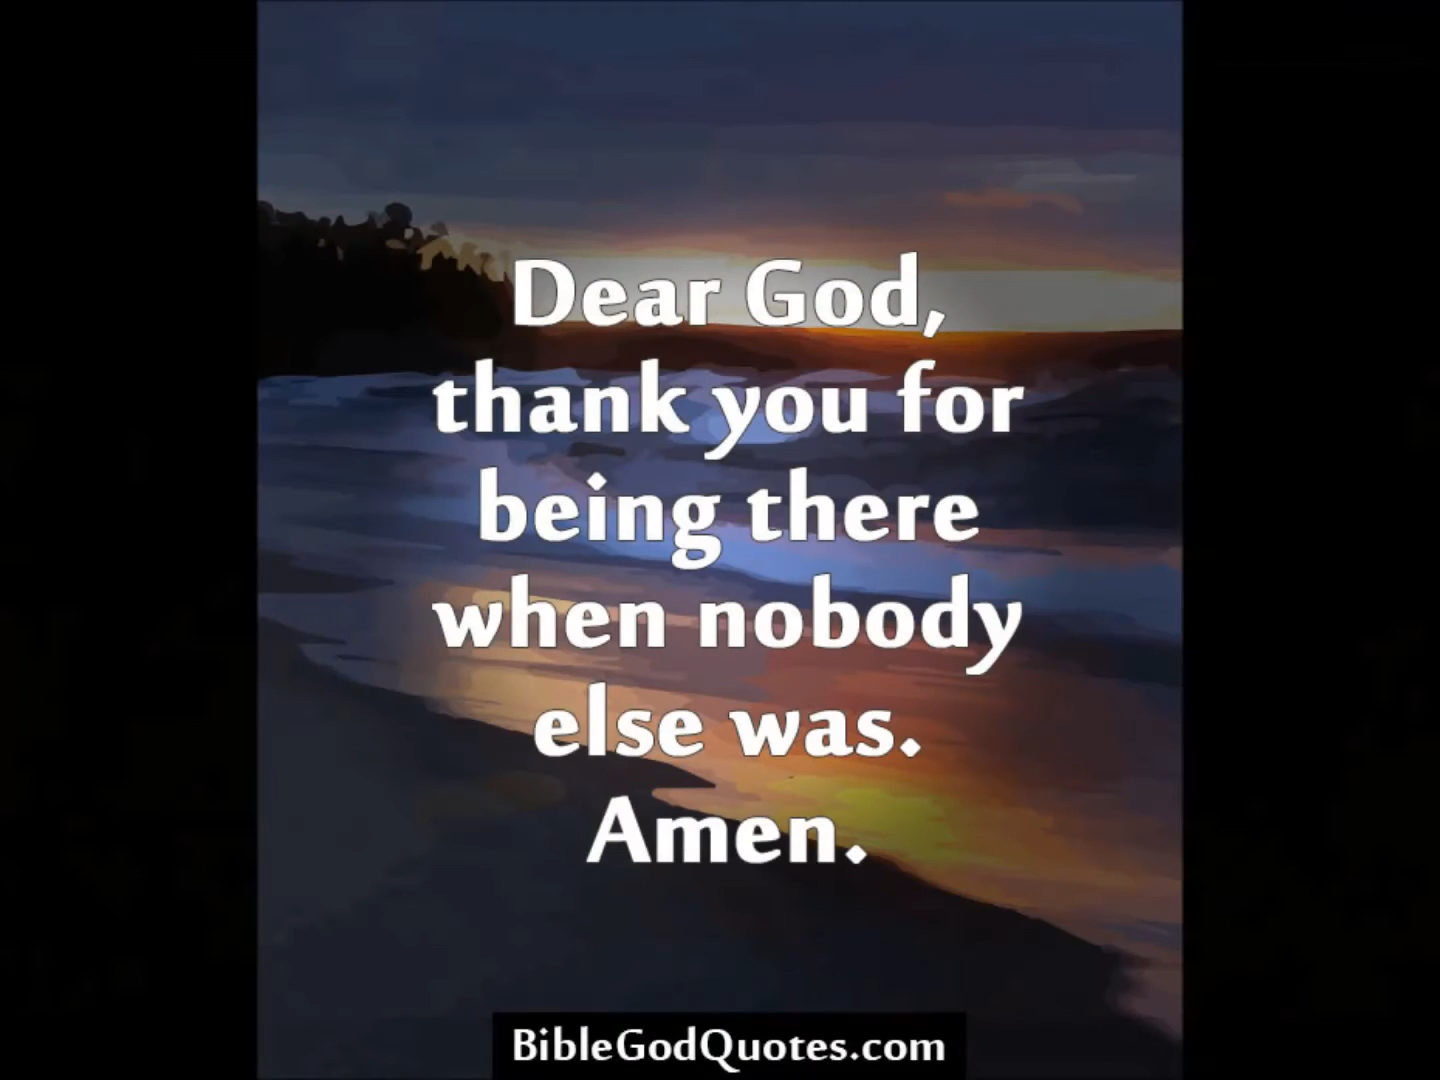 Dear God,
thank you for
being there
when nobody
else was.
Amen.
BibleGodQuotes.com